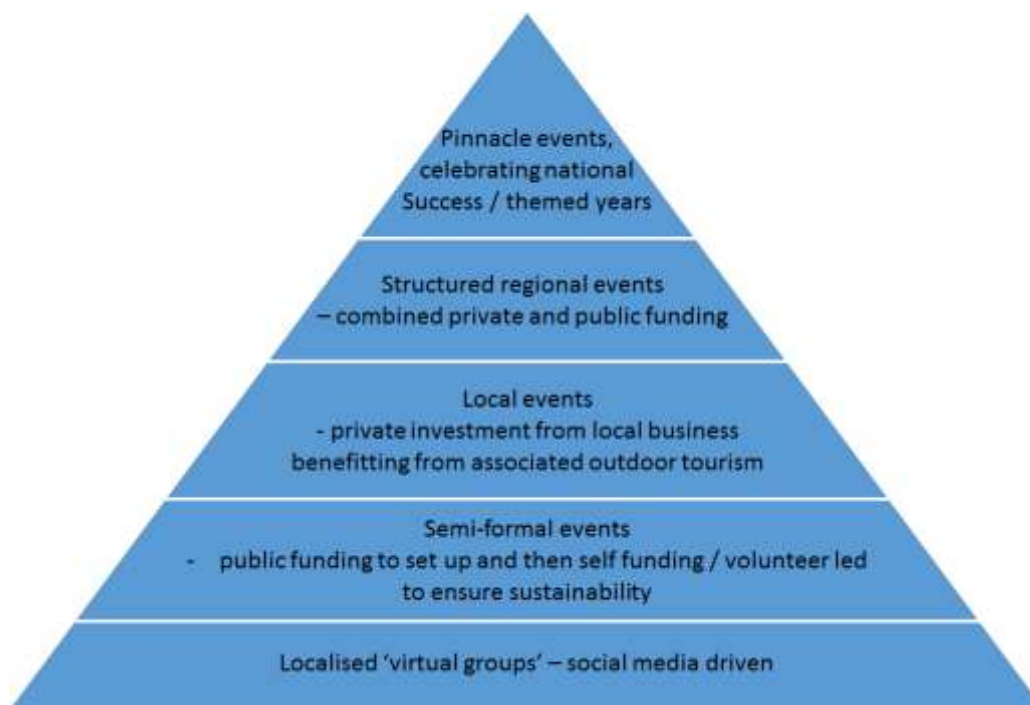 Pinnacle events,
celebrating national
Success / themed years
Structured regional events
– combined private and public funding
Local events
- private investment from local business
benefitting from associated outdoor tourism
Semi-formal events
- public funding to set up and then self funding / volunteer led
to ensure sustainability
Localised ‘virtual groups’ – social media driven